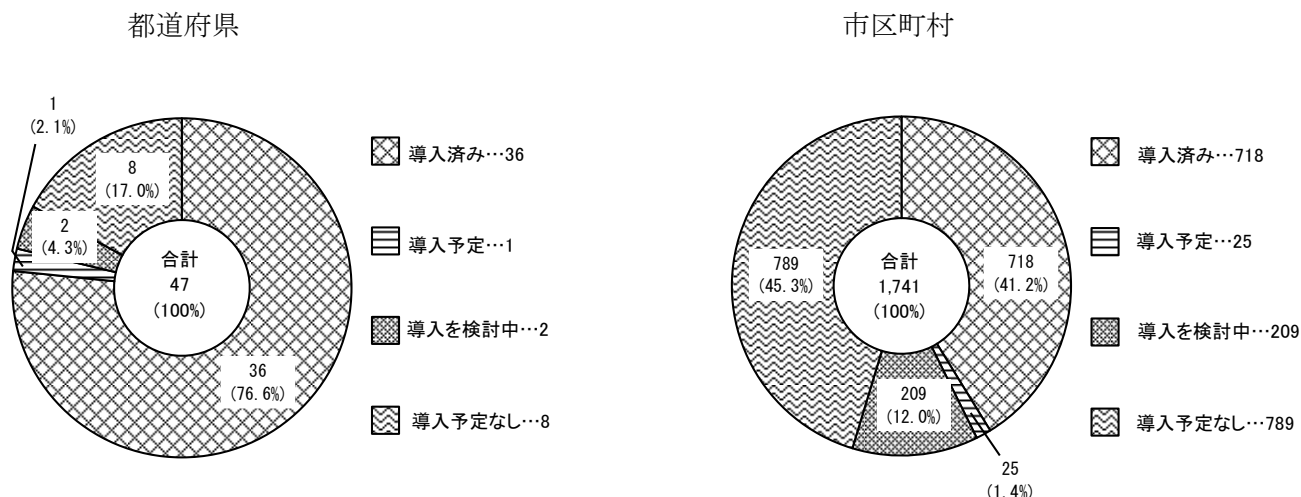 都道府県
1
(2.1%)
8
(17.0%)
2
(4.3%)
合計
47
(100%)
36
(76.6%)
導入済み…36
導入予定…1
導入を検討中…2
導入予定なし…8
市区町村
789
(45.3%)
合計
1,741
(100%)
718
(41.2%)
209
(12.0%)
25
(1.4%)
導入済み…718
導入予定…25
導入を検討中…209
導入予定なし…789